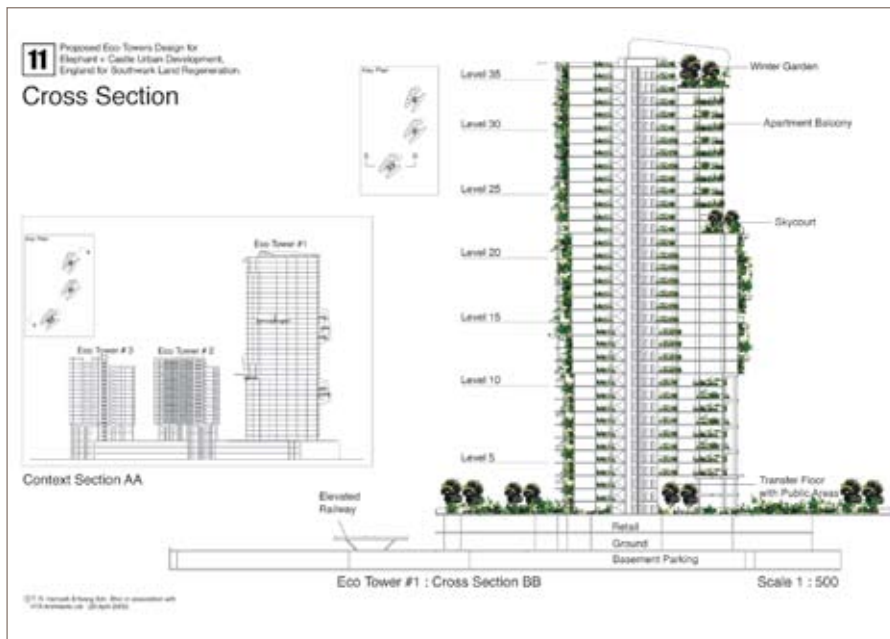 11
Proposed Eco Towers Design for
Elephant + Castle Urban Development,
England for Southwark Land Regeneration.
Cross Section
Key Plan
Level 35
Level 30
Level 25
Level 20
Level 15
Level 10
Level 5
Winter Garden
Apartment Balcony
Skycourt
Transfer Floor
with Public Areas
Key Plan
Eco Tower #1
Eco Tower # 3
Eco Tower # 2
Context Section AA
Elevated
Railway
Retail
Ground
Basement Parking
Eco Tower #1 : Cross Section BB
Scale 1 : 500